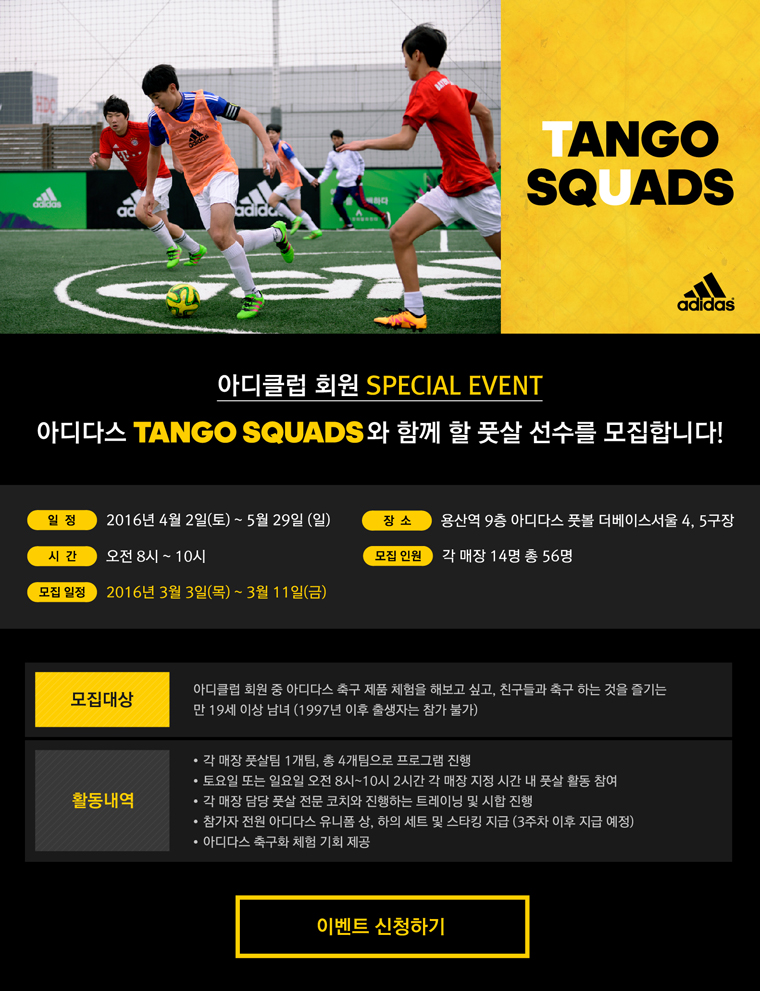 TANGO
SQUADS
adidas
adidas
adidas
adidas
아디클럽 회원 SPECIAL EVENT
아디다스 TANGO SQUADS와 함께 할 풋살 선수를 모집합니다!
일 정 2016년 4월 2일(토) ~ 5월 29일 (일)
장 소 용산역 9층 아디다스 풋볼 더베이스서울 4, 5구장
시 간 오전 8시 ~ 10시
모집 인원 각 매장 14명 총 56명
모집 일정 2016년 3월 3일(목) ~ 3월 11일(금)
모집대상
아디클럽 회원 중 아디다스 축구 제품 체험을 해보고 싶고, 친구들과 축구 하는 것을 즐기는
만 19세 이상 남녀 (1997년 이후 출생자는 참가 불가)
활동내역
• 각 매장 풋살팀 1개팀, 총 4개팀으로 프로그램 진행
• 토요일 또는 일요일 오전 8시~10시 2시간 각 매장 지정 시간 내 풋살 활동 참여
• 각 매장 담당 풋살 전문 코치와 진행하는 트레이닝 및 시합 진행
• 참가자 전원 아디다스 유니폼 상, 하의 세트 및 스타킹 지급 (3주차 이후 지급 예정)
• 아디다스 축구화 체험 기회 제공
이벤트 신청하기